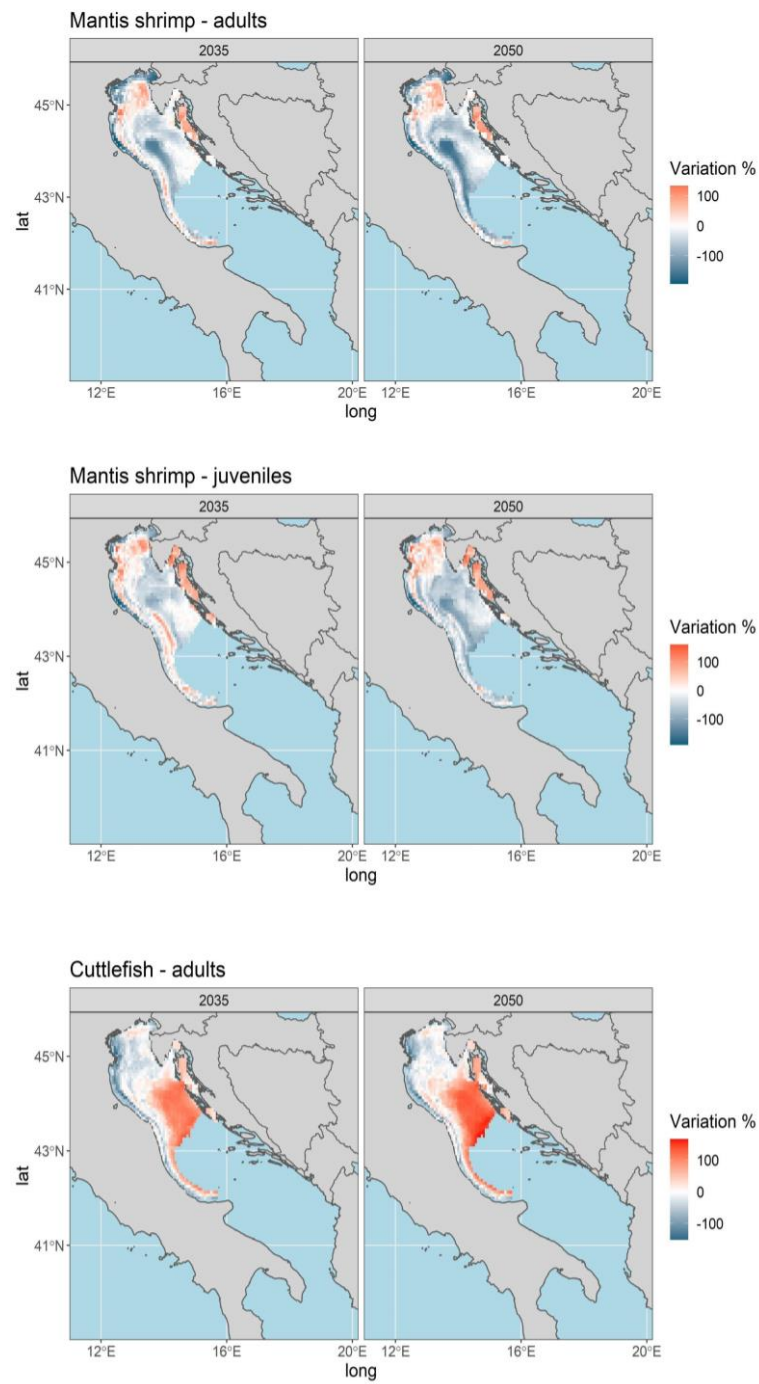 Mantis shrimp - adults
2035 2050
45°N
43°N
41°N
lat
12°E 16°E 20°E 12°E 16°E 20°E
long
Variation %
100
0
-100
Mantis shrimp - juveniles
2035 2050
45°N
43°N
41°N
lat
12°E 16°E 20°E 12°E 16°E 20°E
long
Variation %
100
0
-100
Cuttlefish - adults
2035 2050
45°N
43°N
41°N
lat
12°E 16°E 20°E 12°E 16°E 20°E
long
Variation %
100
0
-100